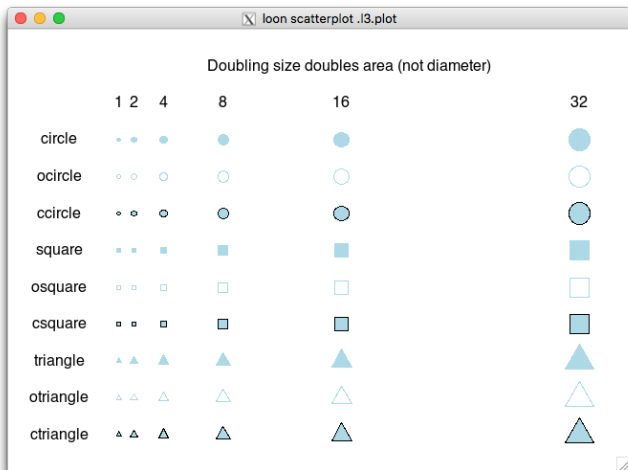 loon scatterplot .l3.plot
Doubling size doubles area (not diameter)
1 2 4 8 16 32
circle
ocircle
ccircle
square
osquare
csquare
triangle
otriangle
ctriangle